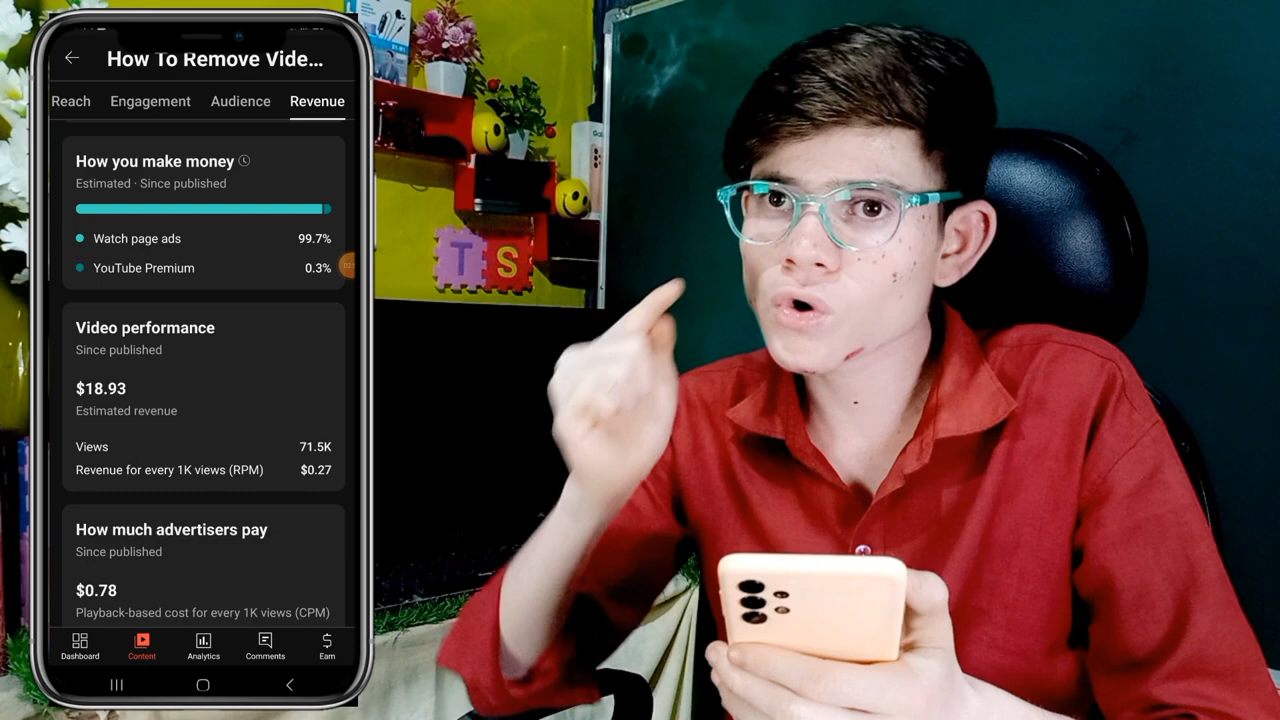 How To Remove Vide...
Reach Engagement Audience Revenue
How you make money
Estimated · Since published
Watch page ads 99.7%
YouTube Premium 0.3%
Video performance
Since published
$18.93
Estimated revenue
Views 71.5K
Revenue for every 1K views (RPM) $0.27
How much advertisers pay
Since published
$0.78
Playback-based cost for every 1K views (CPM)
Dashboard Content Analytics Comments Earn
T S